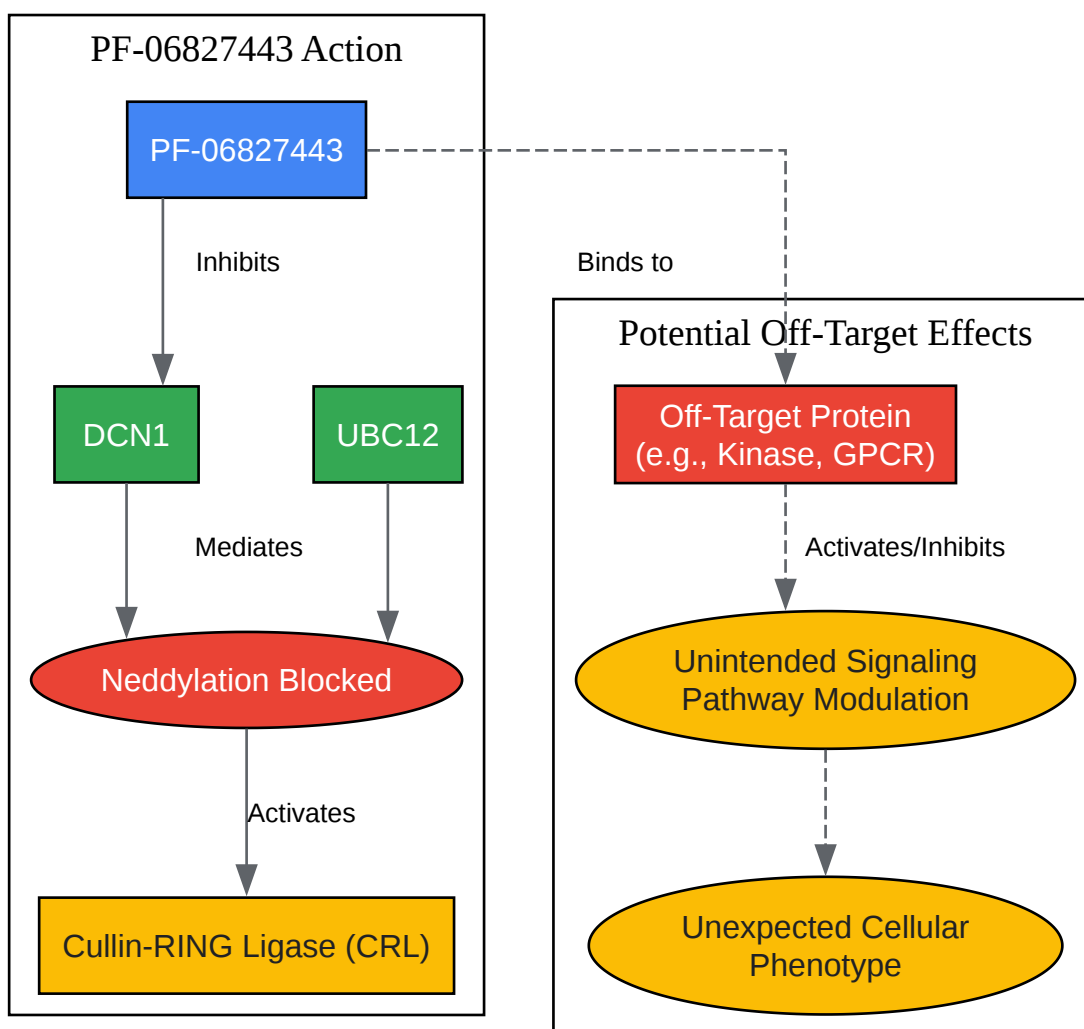 PF-06827443 Action
PF-06827443
Inhibits
Binds to
Potential Off-Target Effects
DCN1
UBC12
Off-Target Protein
(e.g., Kinase, GPCR)
Mediates
Activates/Inhibits
Neddylation Blocked
Unintended Signaling
Pathway Modulation
Activates
Cullin-RING Ligase (CRL)
Unexpected Cellular
Phenotype